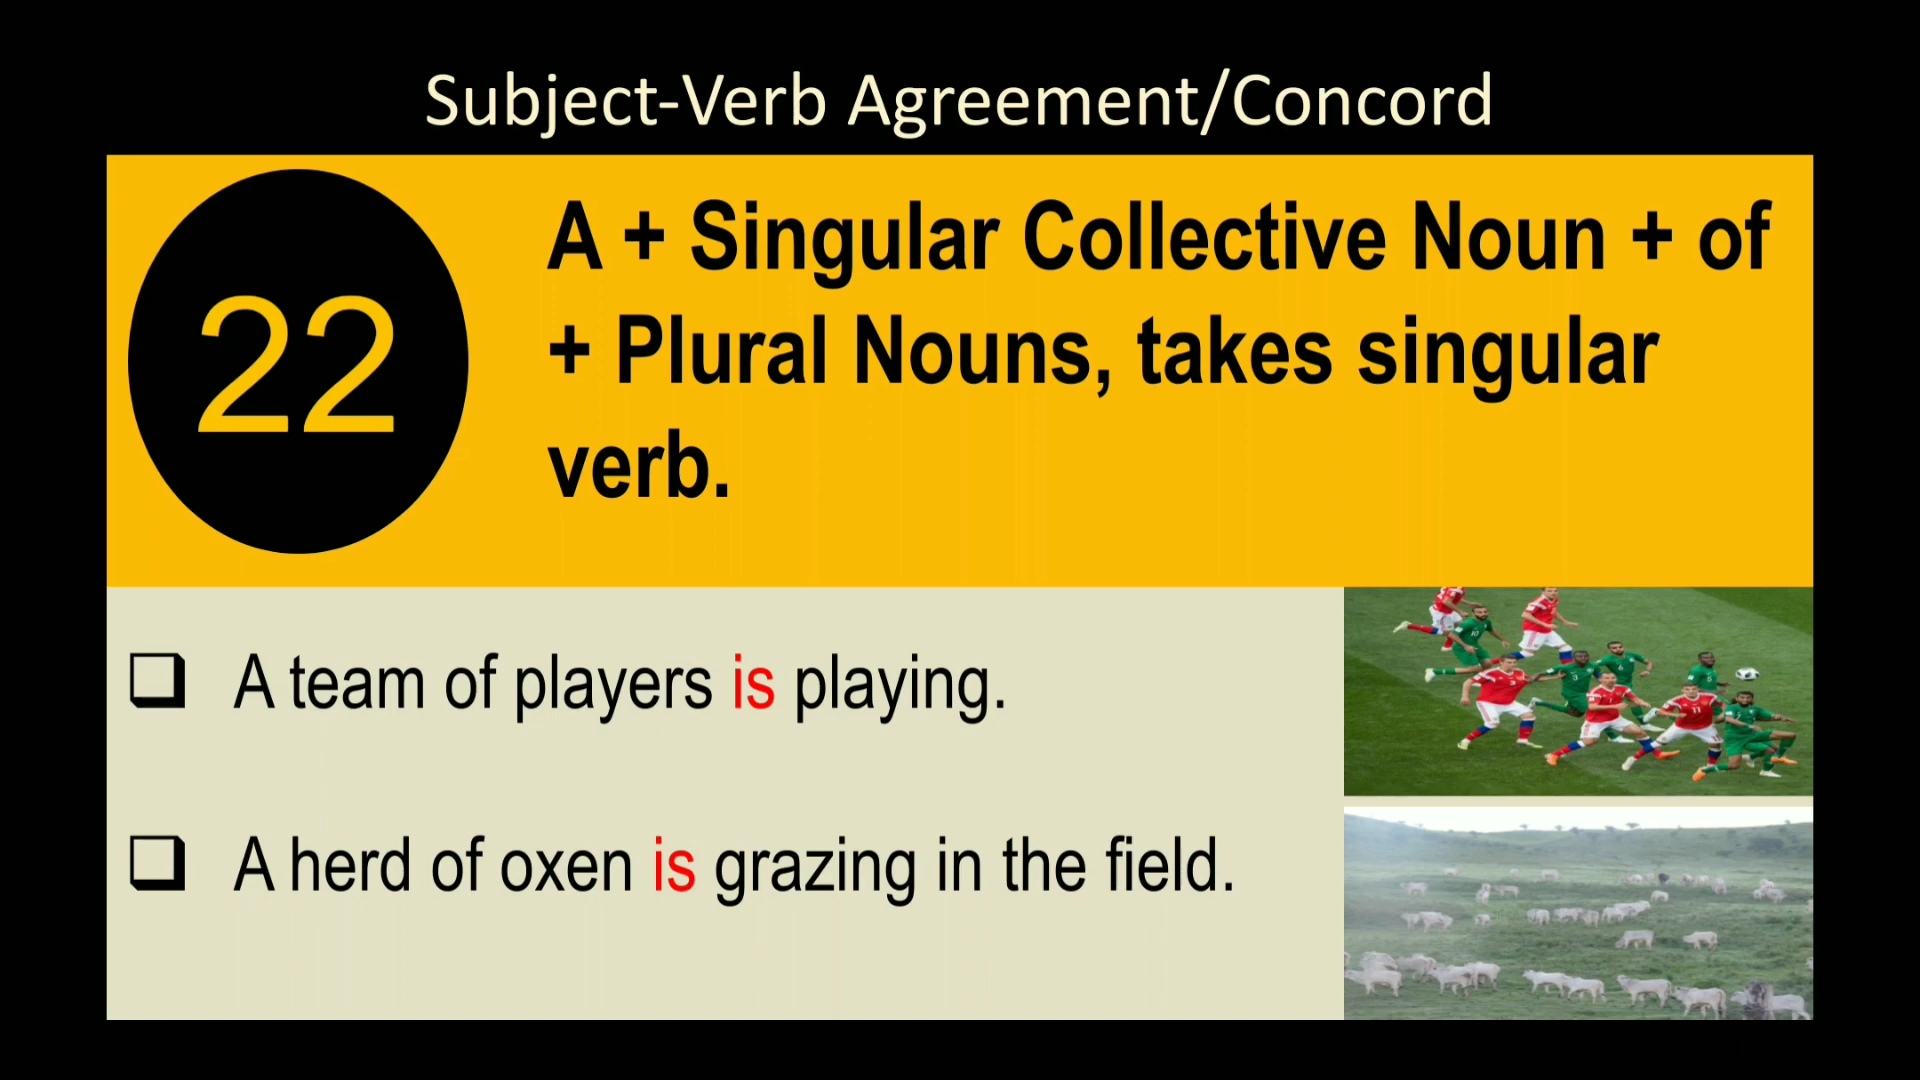 Subject-Verb Agreement/Concord
22
A + Singular Collective Noun + of
+ Plural Nouns, takes singular
verb.
A team of players is playing.
A herd of oxen is grazing in the field.